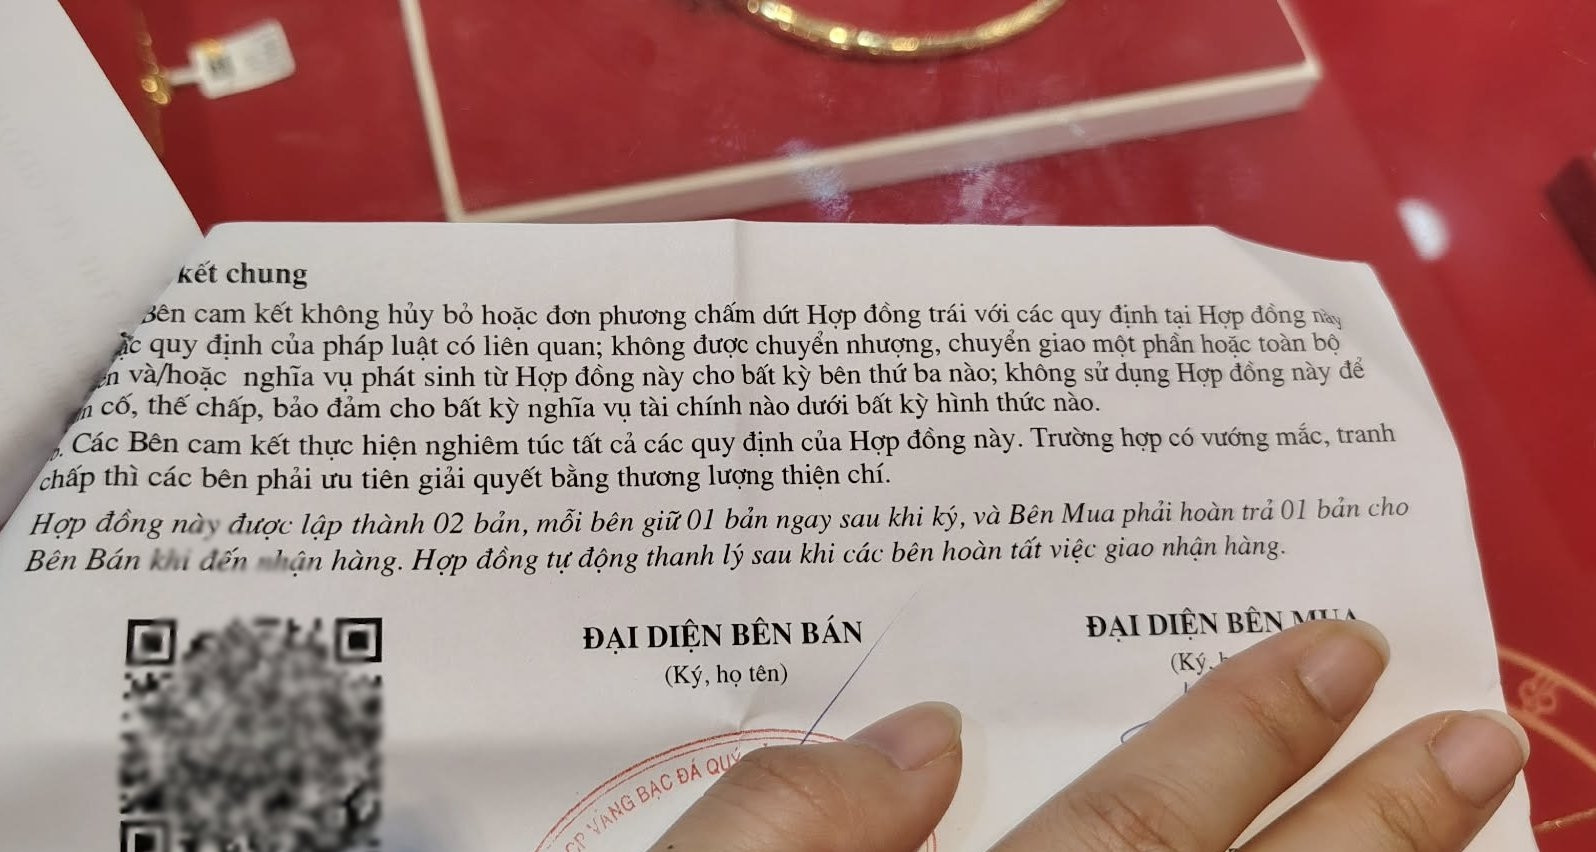 kết chung
Bên cam kết không hủy bỏ hoặc đơn phương chấm dứt Hợp đồng trái với các quy định tại Hợp đồng này
quy định của pháp luật có liên quan; không được chuyển nhượng, chuyển giao một phần hoặc toàn bộ
và/hoặc nghĩa vụ phát sinh từ Hợp đồng này cho bất kỳ bên thứ ba nào; không sử dụng Hợp đồng này để
cố, thế chấp, bảo đảm cho bất kỳ nghĩa vụ tài chính nào dưới bất kỳ hình thức nào.
Các Bên cam kết thực hiện nghiêm túc tất cả các quy định của Hợp đồng này. Trường hợp có vướng mắc, tranh
chấp thì các bên phải ưu tiên giải quyết bằng thương lượng thiện chí.
Hợp đồng này được lập thành 02 bản, mỗi bên giữ 01 bản ngay sau khi ký, và Bên Mua phải hoàn trả 01 bản cho
Bên Bán khi đến nhận hàng. Hợp đồng tự động thanh lý sau khi các bên hoàn tất việc giao nhận hàng.
ĐẠI DIỆN BÊN BÁN
(Ký, họ tên)
ĐẠI DIỆN BÊN MUA
(Ký,
CP VÀNG BẠC ĐÁ QUÝ